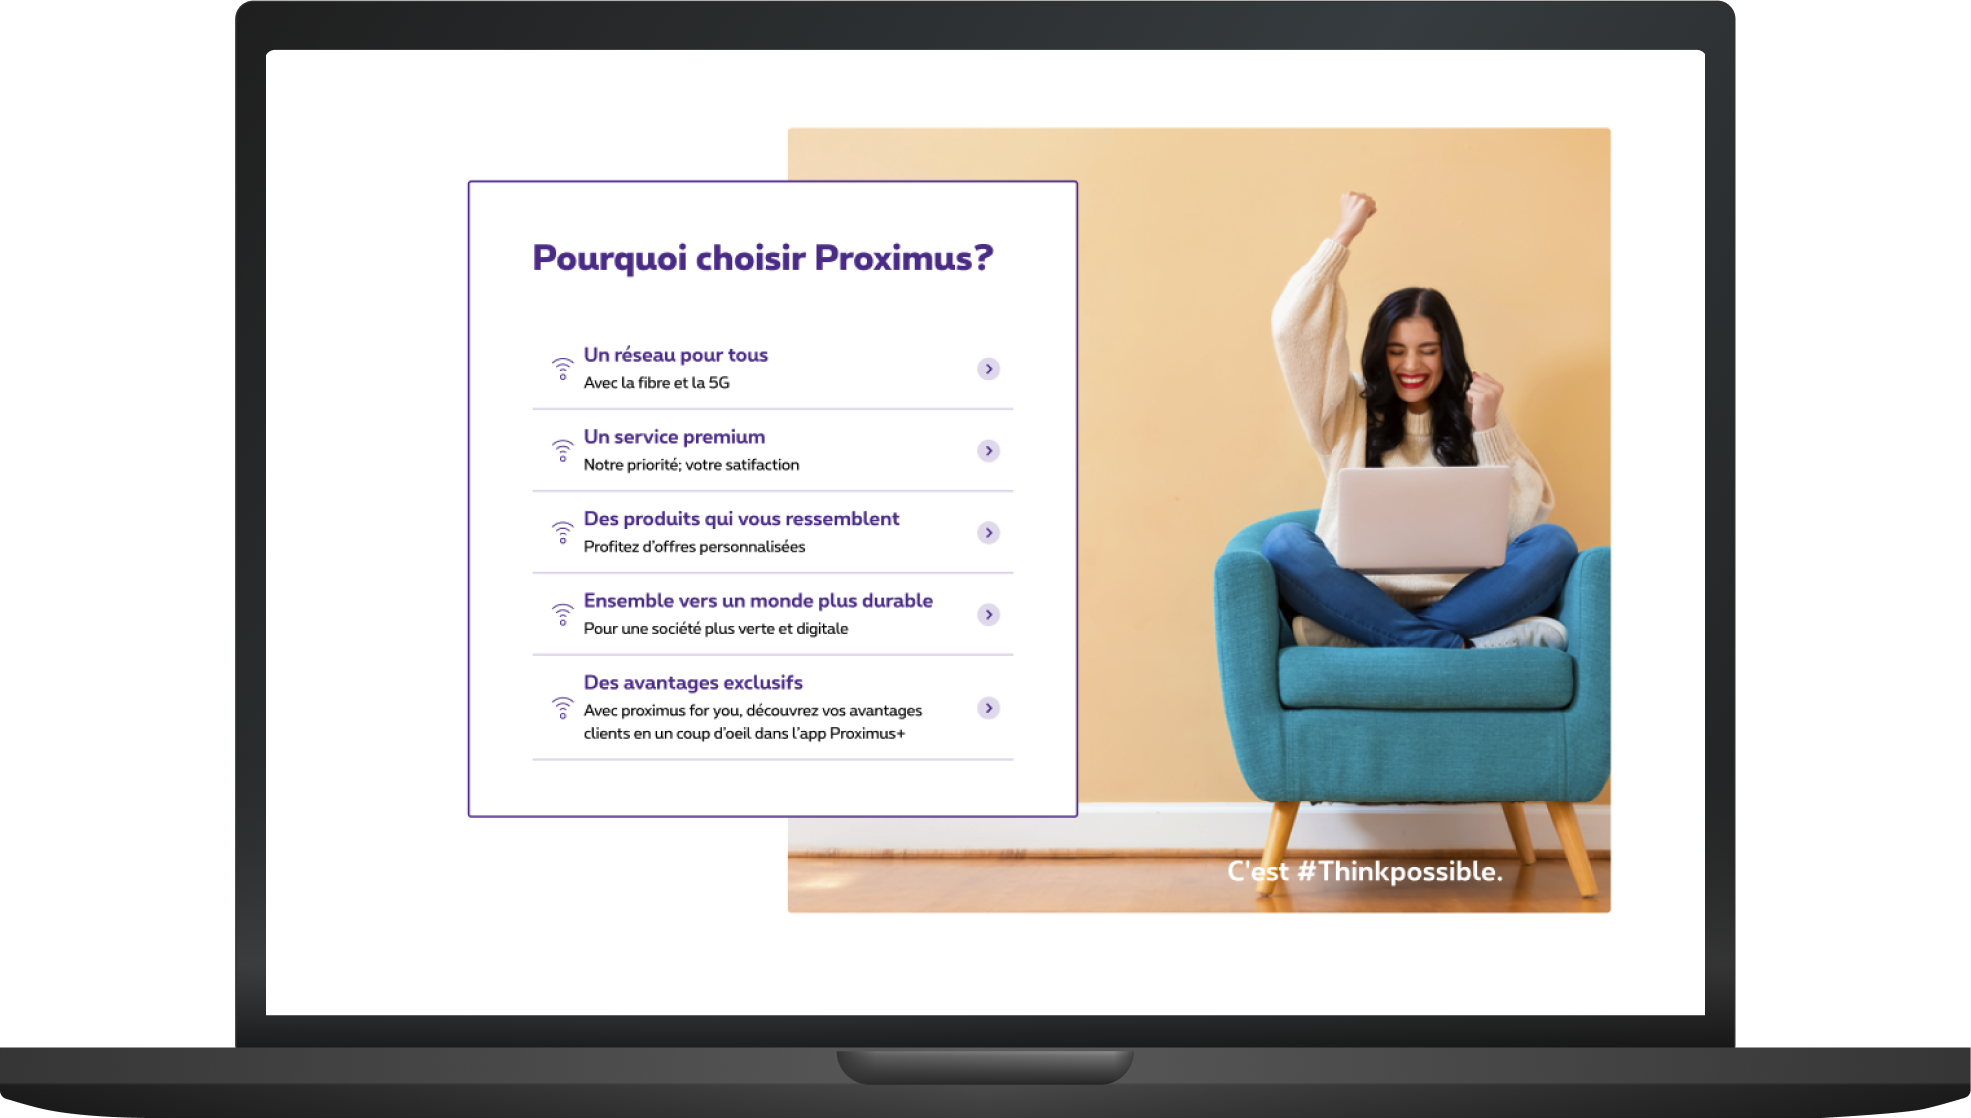 Pourquoi choisir Proximus?
Un réseau pour tous
Avec la fibre et la 5G
Un service premium
Notre priorité; votre satifaction
Des produits qui vous ressemblent
Profitez d'offres personnalisées
Ensemble vers un monde plus durable
Pour une société plus verte et digitale
Des avantages exclusifs
Avec proximus for you, découvrez vos avantages
clients en un coup d'oeil dans l'app Proximus+
C'est #Thinkpossible.